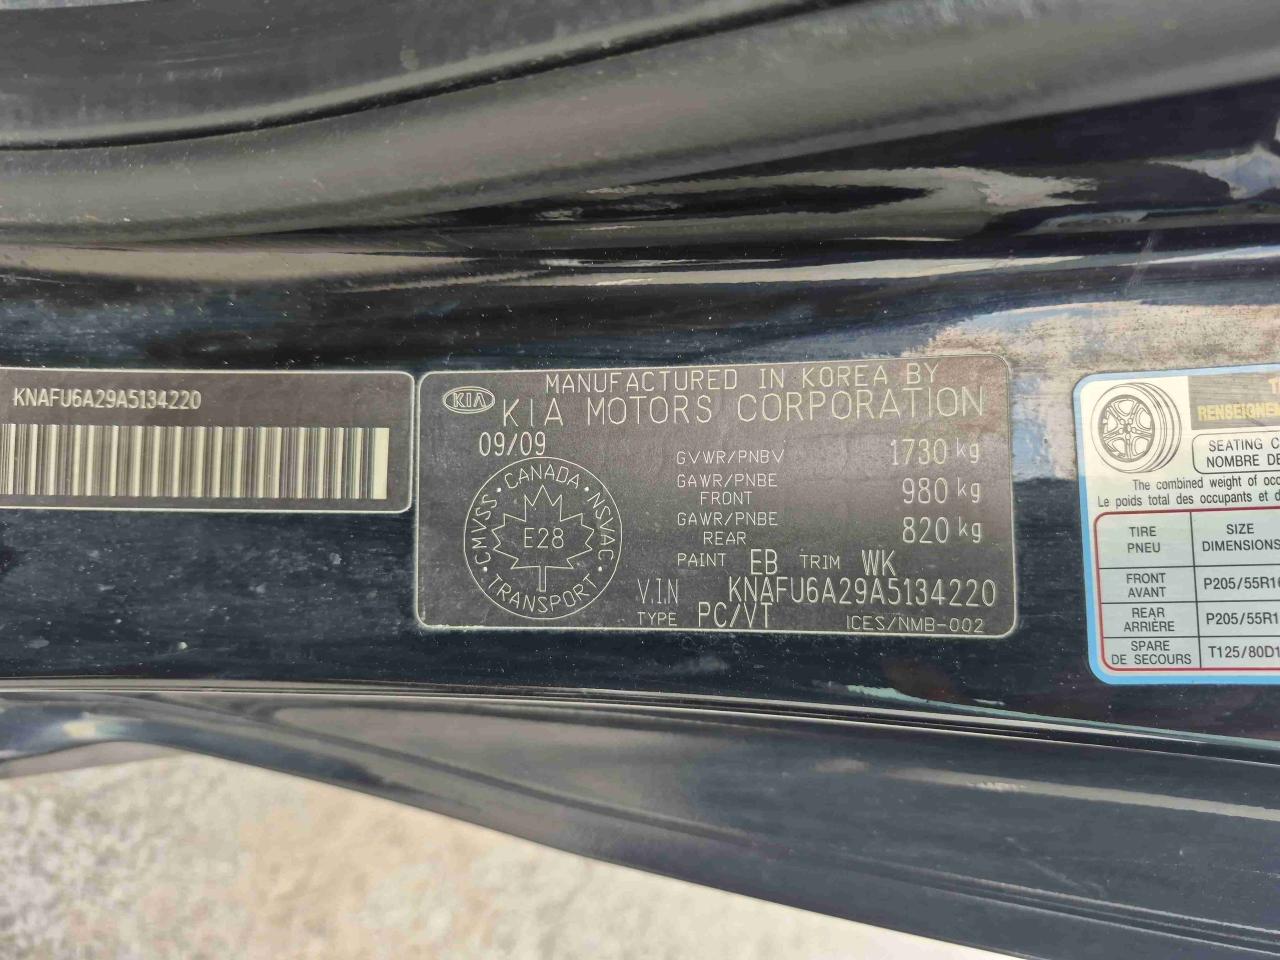 KNAFU6A29A5134220
KIA
MANUFACTURED IN KOREA BY
KIA MOTORS CORPORATION
09/09
GVWR/PNBV 1730 kg
GAWR/PNBE FRONT 980 kg
GAWR/PNBE REAR 820 kg
PAINT EB TRIM WK
V.I.N KNAFU6A29A5134220
TYPE PC/VT ICES/NMB-002
CANADA
CMVSS · NSVAC
E28
TRANSPORT
SEATING
NOMBRE
The combined weight of
Le poids total des occupants et
TIRE SIZE
PNEU DIMENSIONS
FRONT
AVANT
REAR
ARRIÈRE
SPARE
DE SECOURS